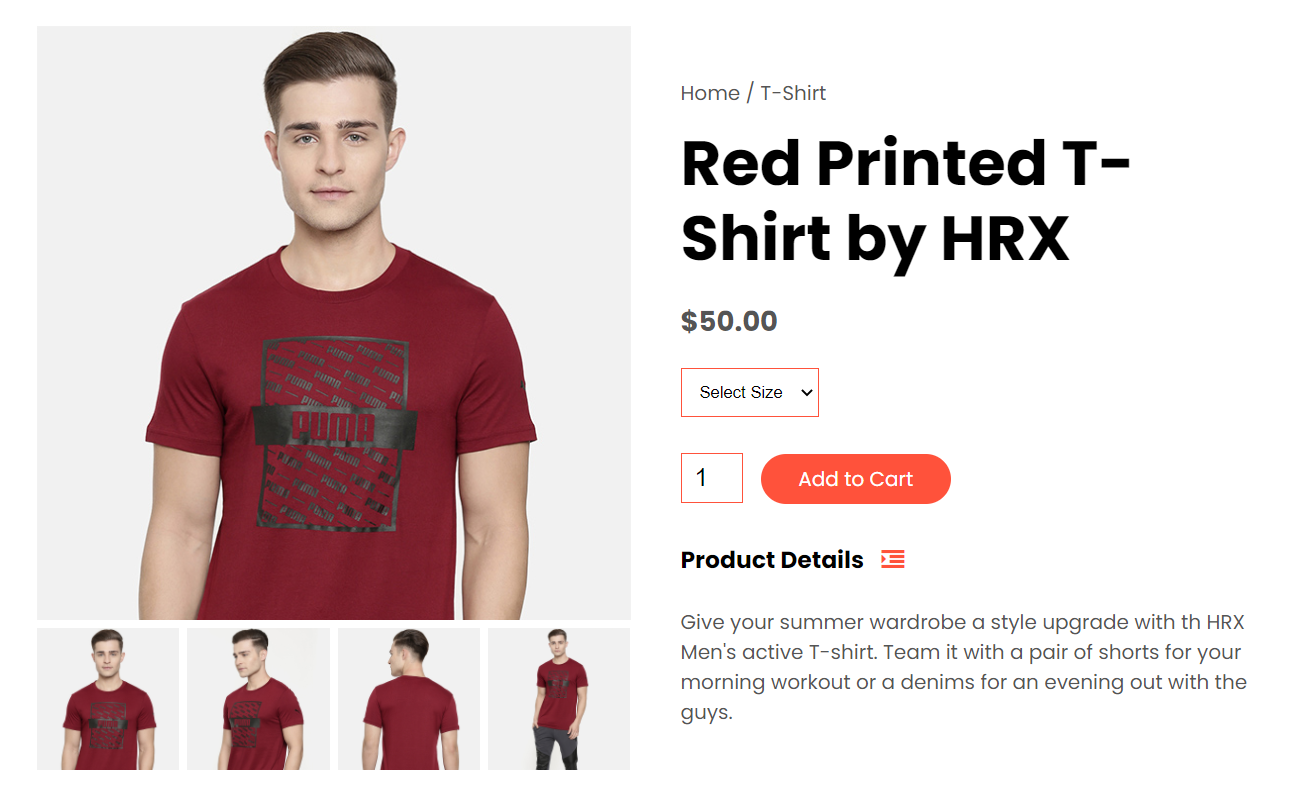 Home / T-Shirt
Red Printed T-
Shirt by HRX
$50.00
Select Size
1
Add to Cart
Product Details
Give your summer wardrobe a style upgrade with th HRX
Men's active T-shirt. Team it with a pair of shorts for your
morning workout or a denims for an evening out with the
guys.
PUMA